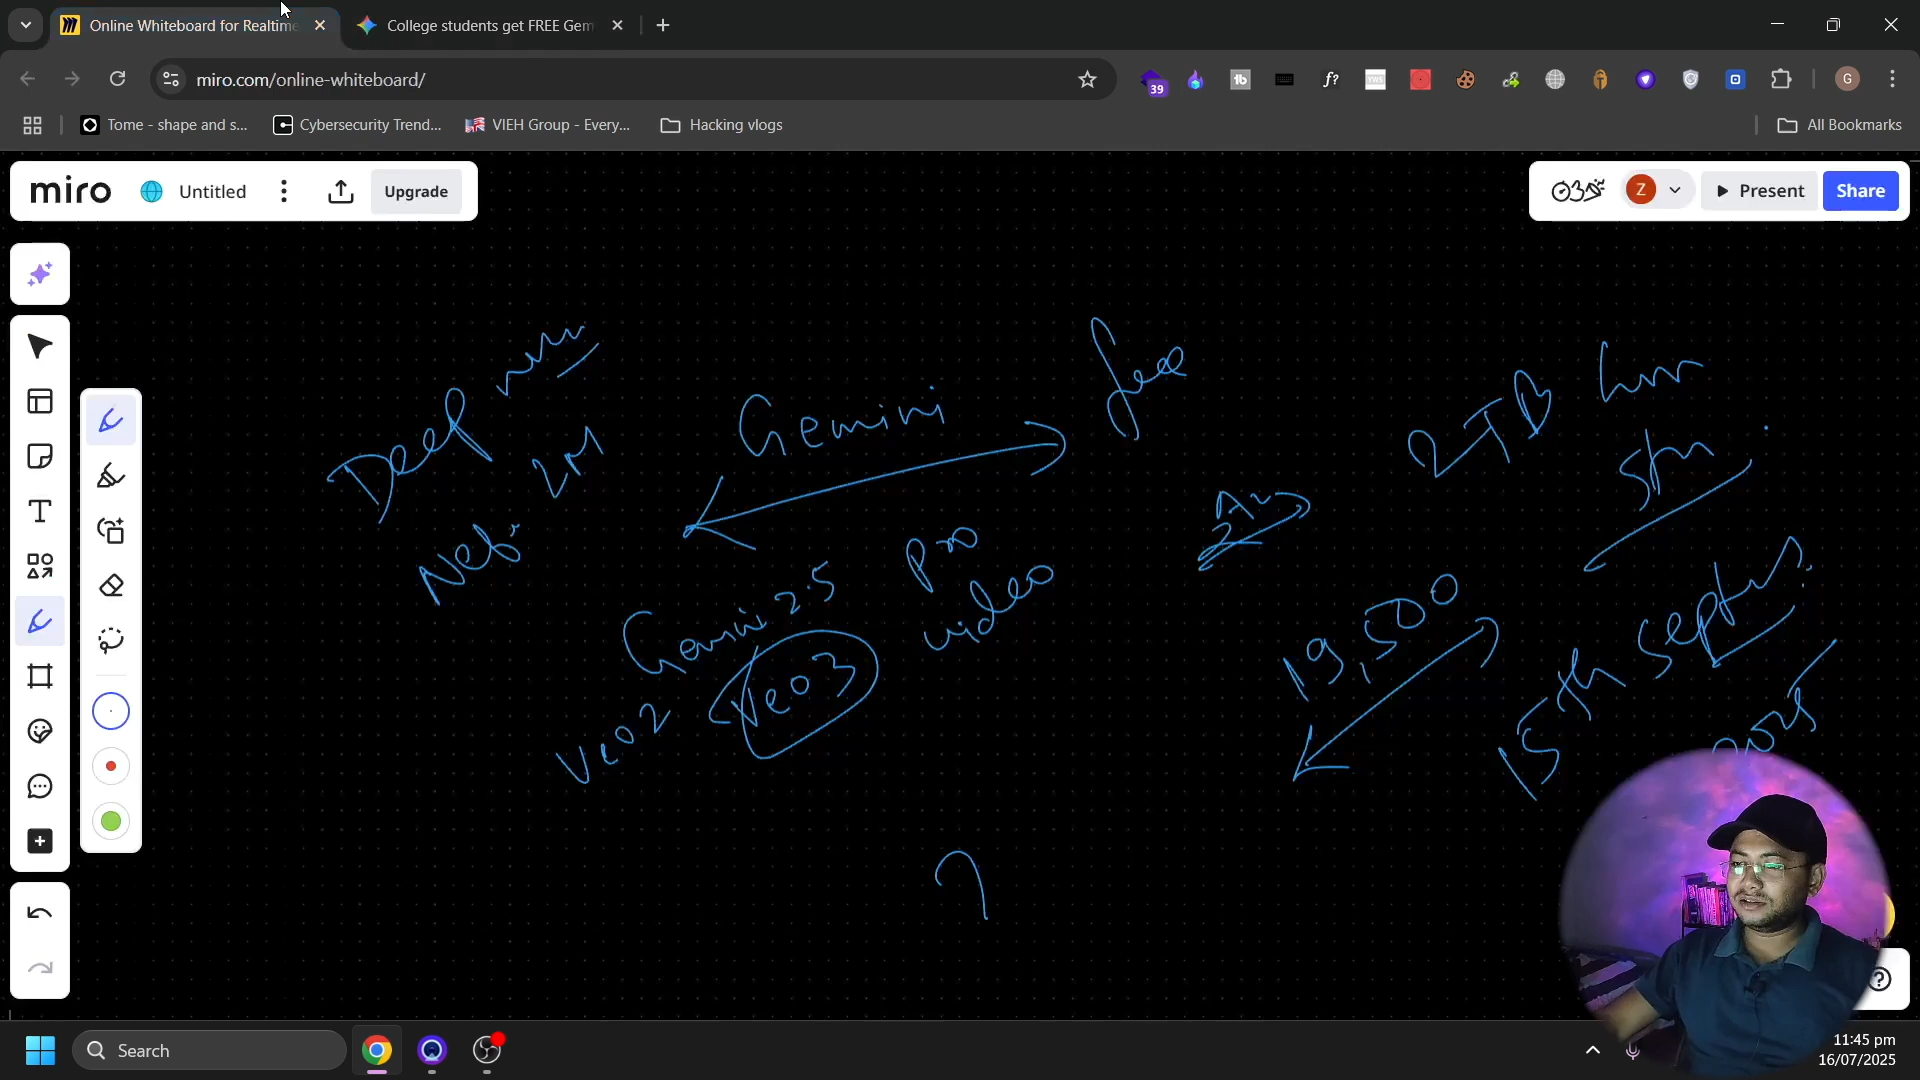 Online Whiteboard for Realtime
College students get FREE Gem
miro.com/online-whiteboard/
39
G
Tome - shape and s...
Cybersecurity Trend...
VIEH Group - Every...
Hacking vlogs
All Bookmarks
miro
Untitled
Upgrade
Z
Present
Share
Deep
Gemini
free
2TB
Gemini 2.5 Pro
video
Veo2
Veo3
19,500
15th
Search
11:45 pm
16/07/2025